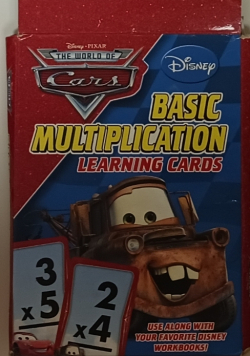 Disney · PIXAR
THE WORLD OF
Cars
Disney
BASIC
MULTIPLICATION
LEARNING CARDS
3
x 5
2
x 4
USE ALONG WITH
YOUR FAVORITE DISNEY
WORKBOOKS!